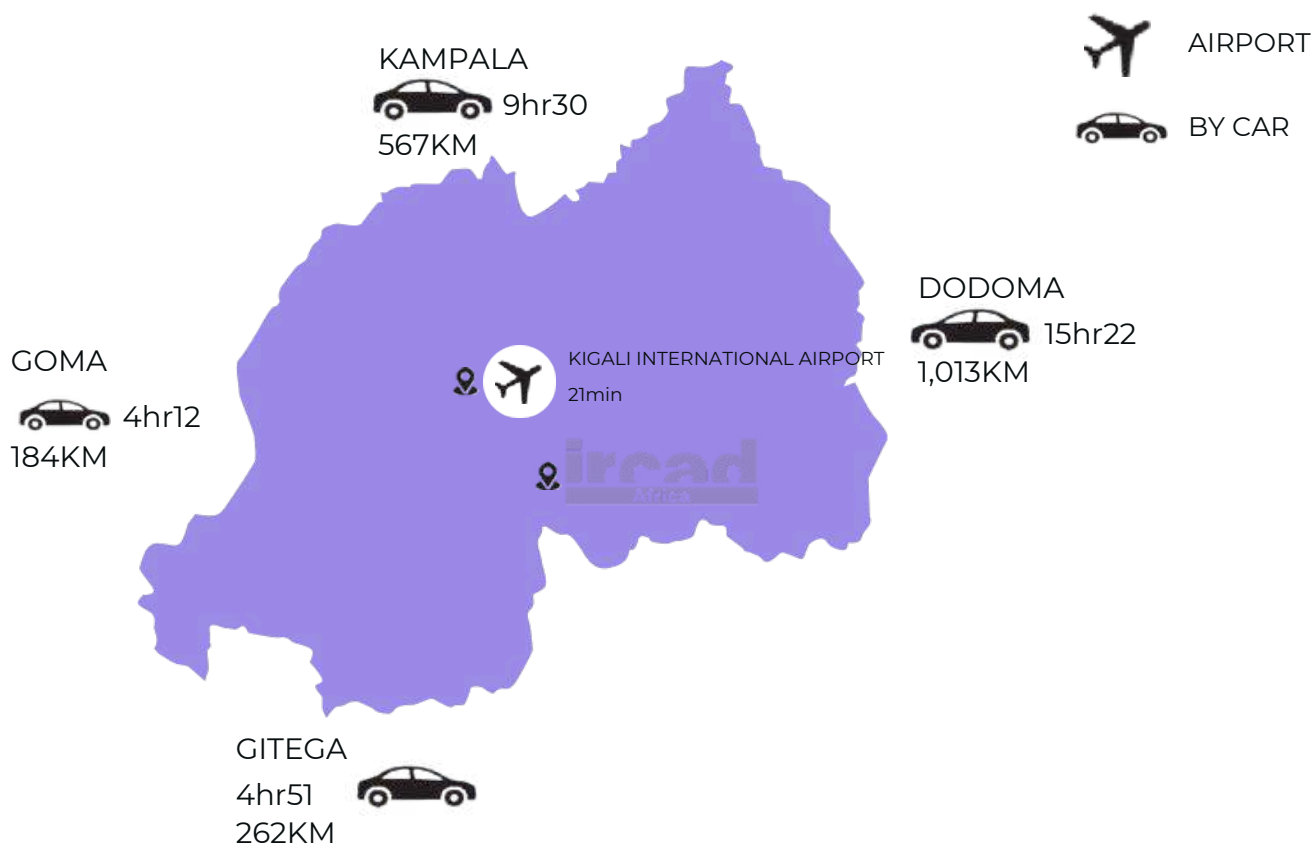 AIRPORT
BY CAR
KAMPALA
9hr30
567KM
DODOMA
15hr22
1,013KM
GOMA
4hr12
184KM
KIGALI INTERNATIONAL AIRPORT
21min
ircad
GITEGA
4hr51
262KM